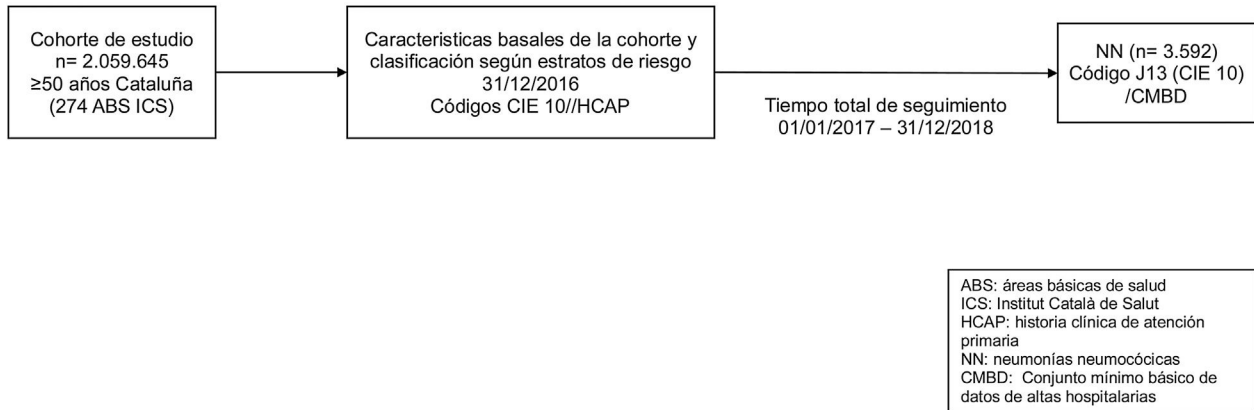 Cohorte de estudio
n= 2.059.645
≥50 años Cataluña
(274 ABS ICS)
Caracteristicas basales de la cohorte y
clasificación según estratos de riesgo
31/12/2016
Códigos CIE 10//HCAP
Tiempo total de seguimiento
01/01/2017 – 31/12/2018
NN (n= 3.592)
Código J13 (CIE 10)
/CMBD
ABS: áreas básicas de salud
ICS: Institut Català de Salut
HCAP: historia clínica de atención
primaria
NN: neumonías neumocócicas
CMBD: Conjunto mínimo básico de
datos de altas hospitalarias